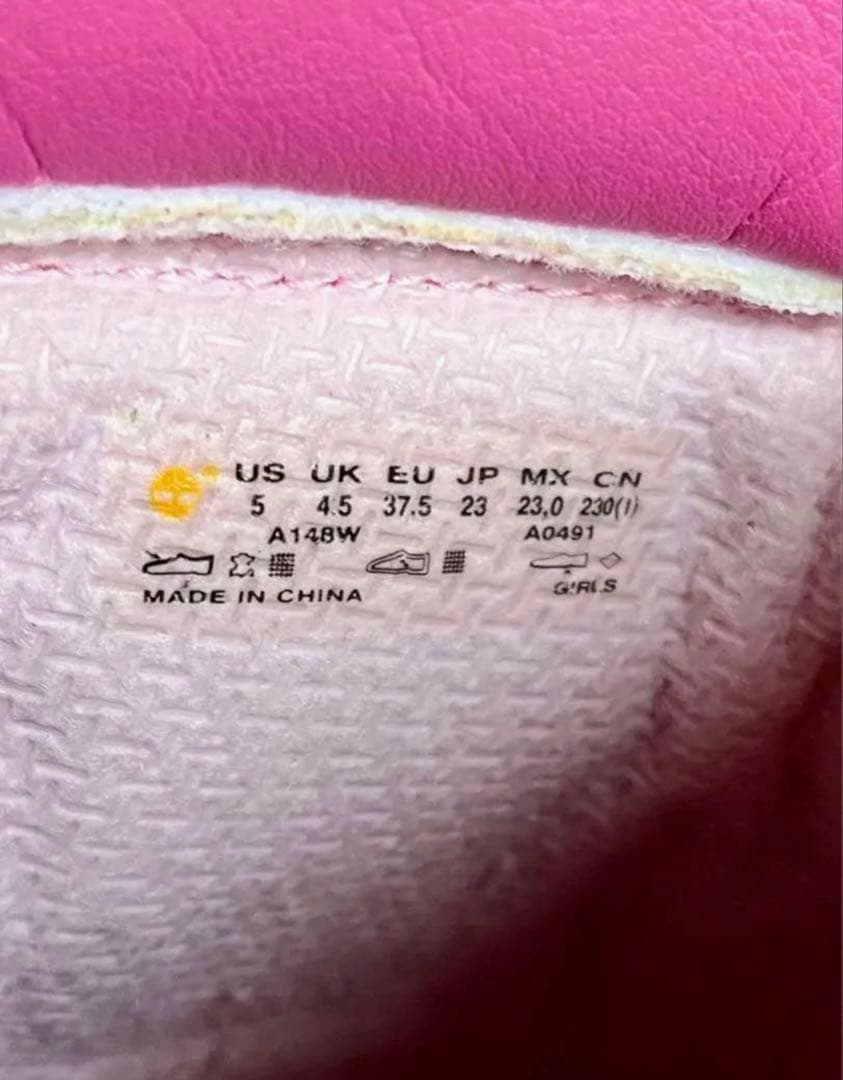 US UK EU JP MX CN
5 4.5 37.5 23 23,0 230(I)
A148W A0491
MADE IN CHINA GIRLS